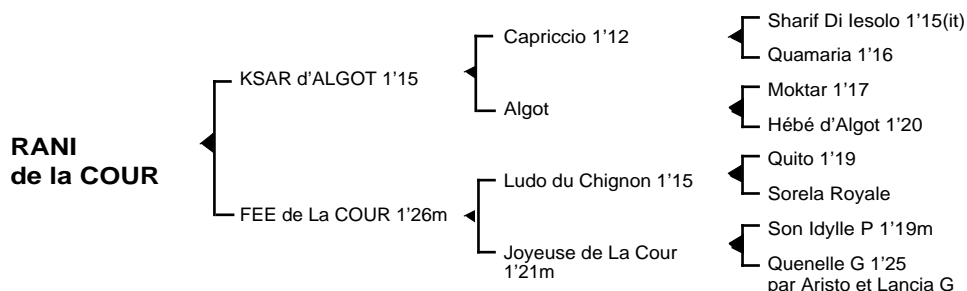 RANI
de la COUR
KSAR d'ALGOT 1'15
FEE de La COUR 1'26m
Capriccio 1'12
Algot
Ludo du Chignon 1'15
Joyeuse de La Cour
1'21m
Sharif Di Iesolo 1'15(it)
Quamaria 1'16
Moktar 1'17
Hébé d'Algot 1'20
Quito 1'19
Sorela Royale
Son Idylle P 1'19m
Quenelle G 1'25
par Aristo et Lancia G